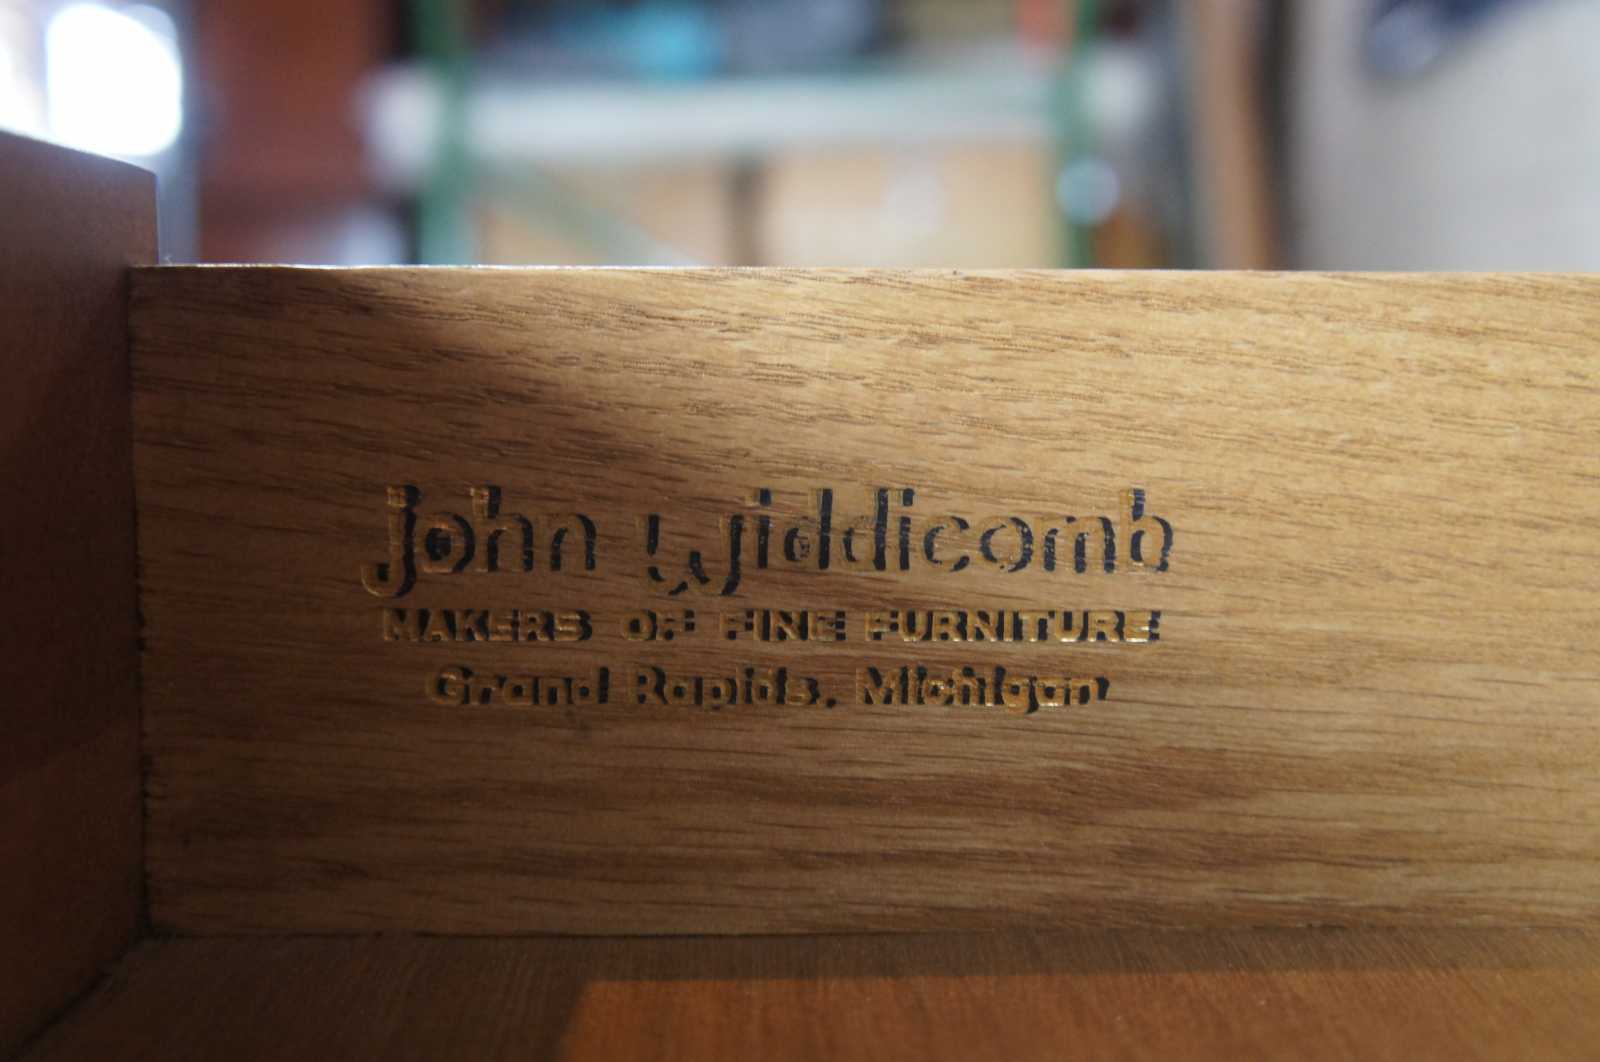 john widdicomb
MAKERS OF FINE FURNITURE
Grand Rapids, Michigan